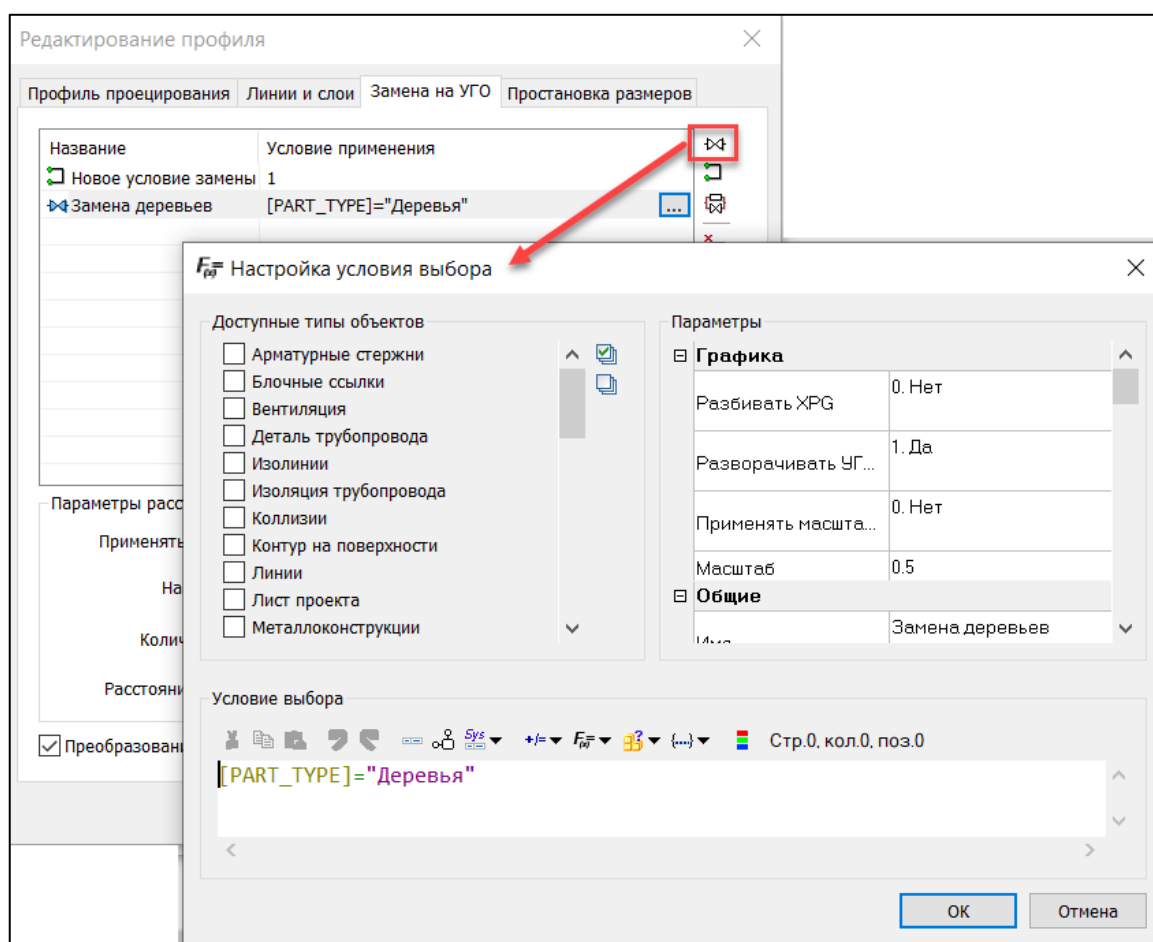 Редактирование профиля
Профиль проецирования Линии и слои Замена на УГО Простановка размеров
Название Условие применения
Новое условие замены 1
Замена деревьев [PART_TYPE]="Деревья" ...
Настройка условия выбора
Доступные типы объектов
Арматурные стержни
Блочные ссылки
Вентиляция
Деталь трубопровода
Изолинии
Изоляция трубопровода
Коллизии
Контур на поверхности
Линии
Лист проекта
Металлоконструкции
Параметры
Графика
Разбивать XPG 0. Нет
Разворачивать УГ... 1. Да
Применять масшта... 0. Нет
Масштаб 0.5
Общие
Имя Замена деревьев
Параметры расс
Применять
На
Колич
Расстояни
Преобразовани
Условие выбора
Sys +/= F(x)= {...} Стр.0, кол.0, поз.0
[PART_TYPE]="Деревья"
ОК Отмена